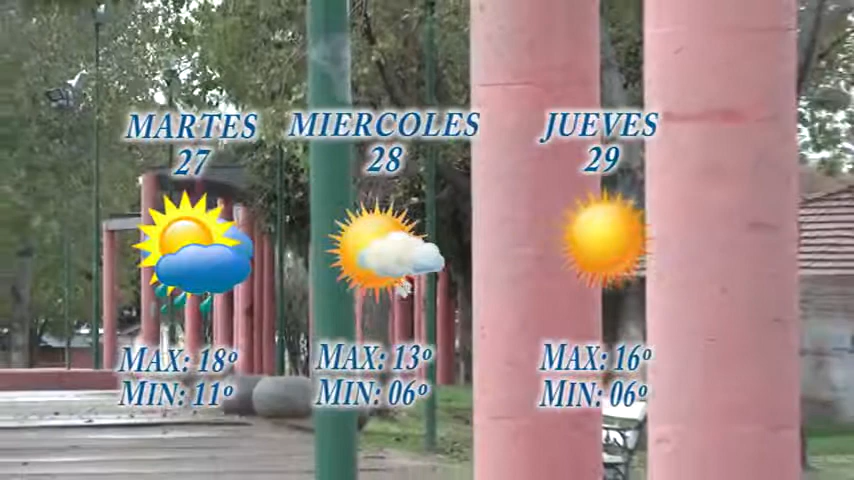 MARTES
27
MAX: 18º
MIN: 11º
MIERCOLES
28
MAX: 13º
MIN: 06º
JUEVES
29
MAX: 16º
MIN: 06º